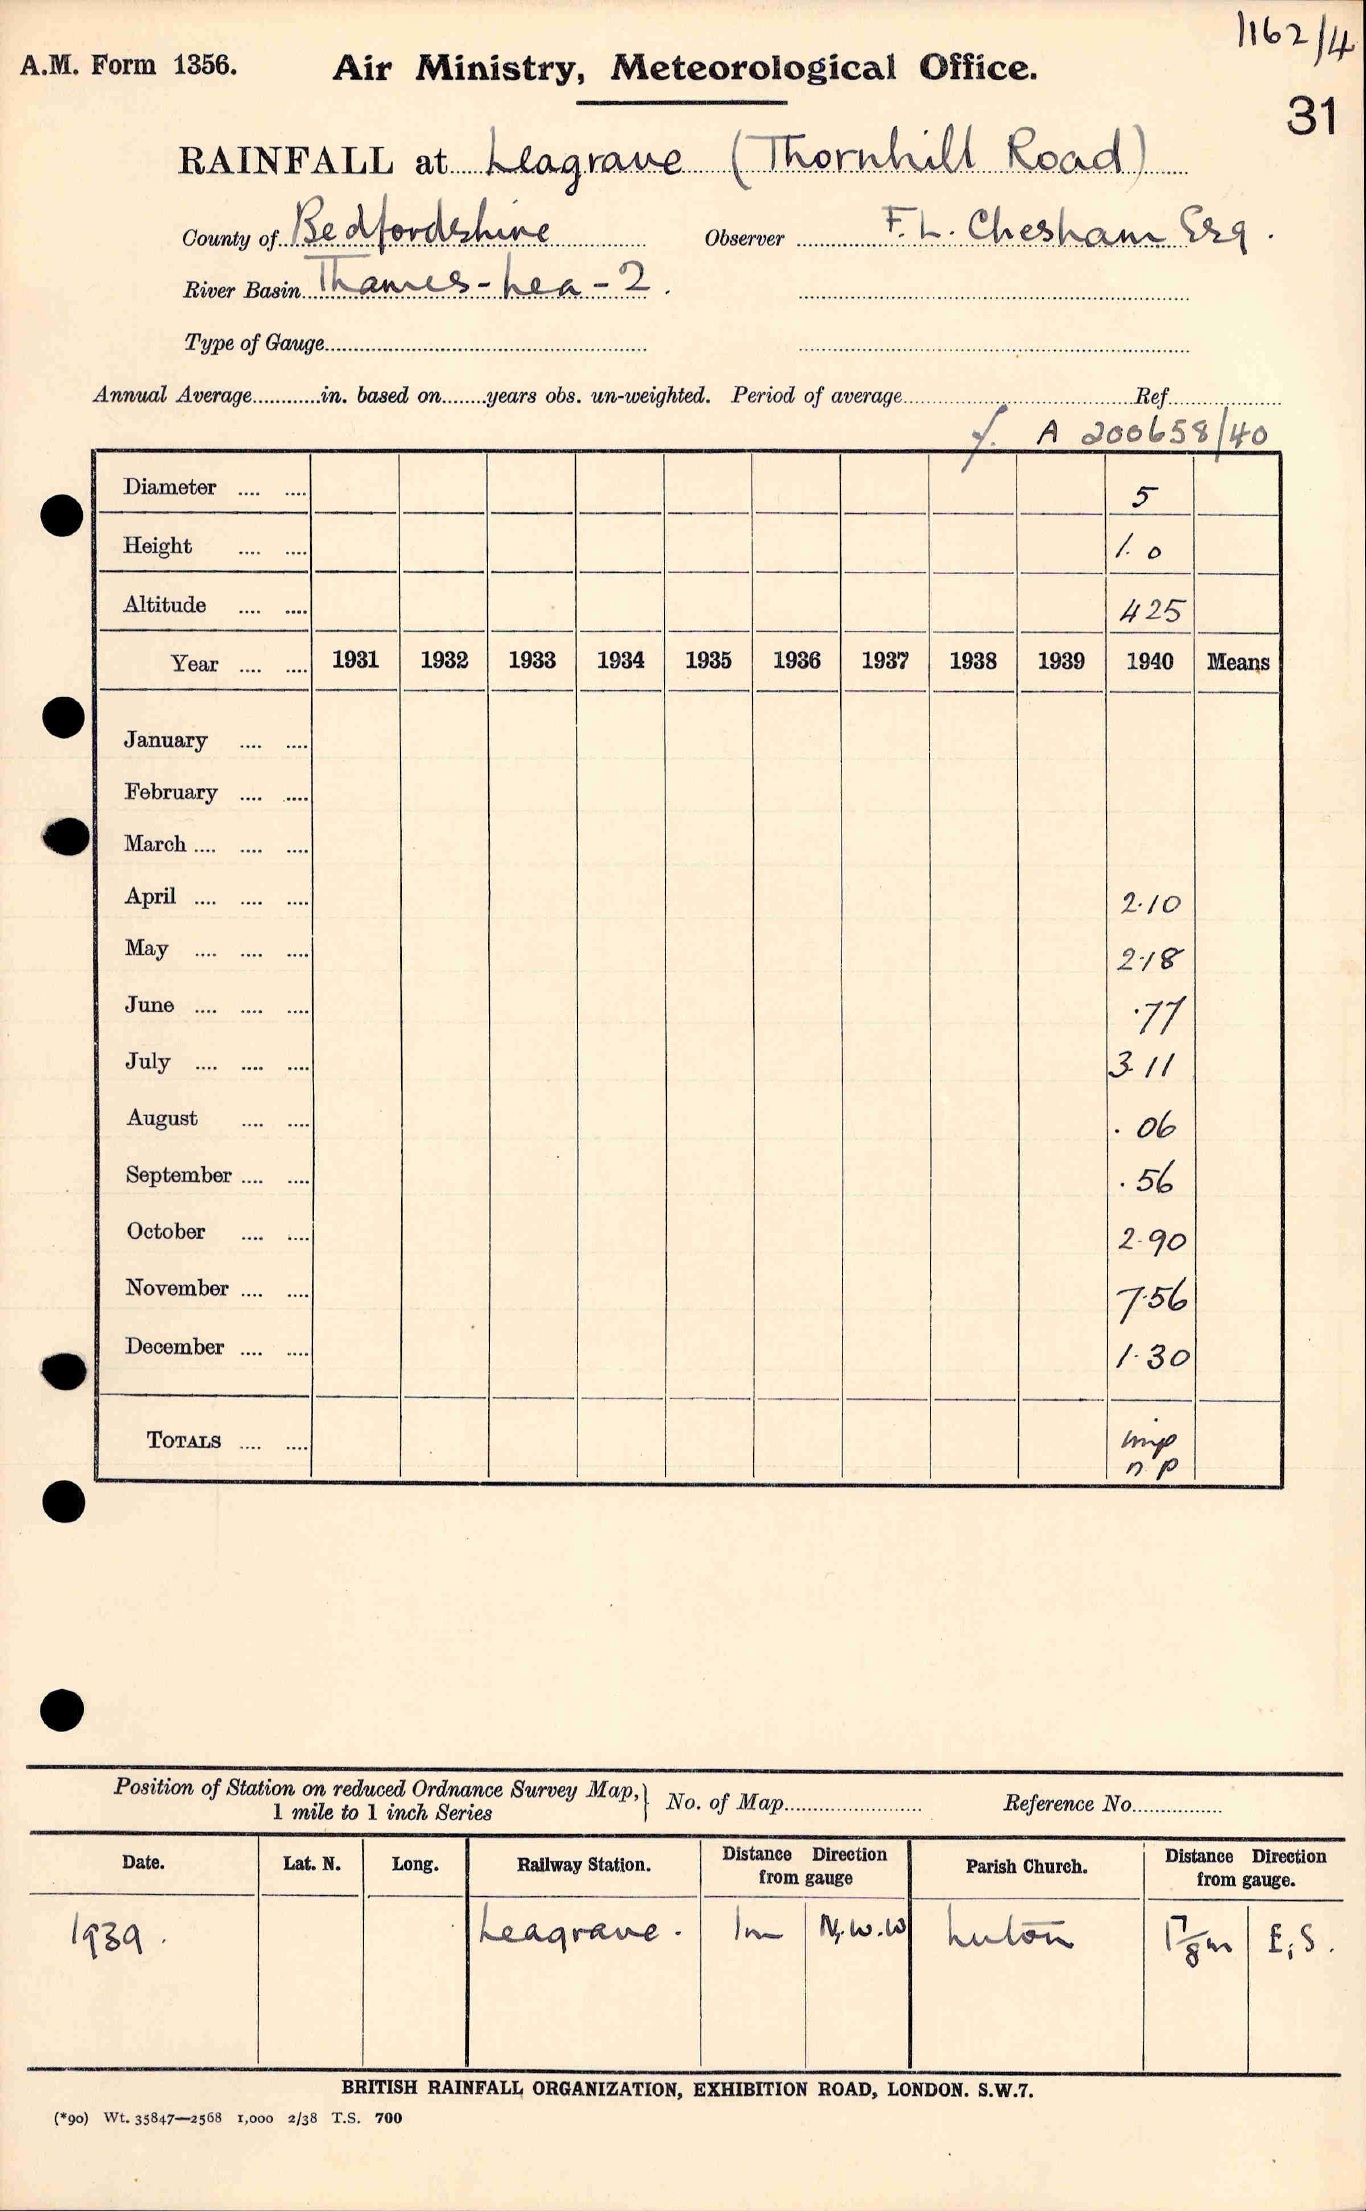 1162/4
A.M. Form 1356. Air Ministry, Meteorological Office.
31
RAINFALL at Leagrave (Thornhill Road)
County of Bedfordshire Observer F. L. Chesham Esq.
River Basin Thames - Lea - 2.
Type of Gauge
Annual Average in. based on years obs. un-weighted. Period of average Ref
A 200658/40
Diameter 5
Height 1.0
Altitude 425
Year 1931 1932 1933 1934 1935 1936 1937 1938 1939 1940 Means
January
February
March
April 2.10
May 2.18
June .77
July 3.11
August .06
September .56
October 2.90
November 7.56
December 1.30
TOTALS imp
n p
Position of Station on reduced Ordnance Survey Map,
1 mile to 1 inch Series } No. of Map Reference No.
Date. Lat. N. Long. Railway Station. Distance Direction from gauge Parish Church. Distance Direction from gauge.
1939. Leagrave. 1m N.W.W Luton 1 7/8m E,S.
BRITISH RAINFALL ORGANIZATION, EXHIBITION ROAD, LONDON. S.W.7.
(*90) Wt. 35847—2568 1,000 2/38 T.S. 700